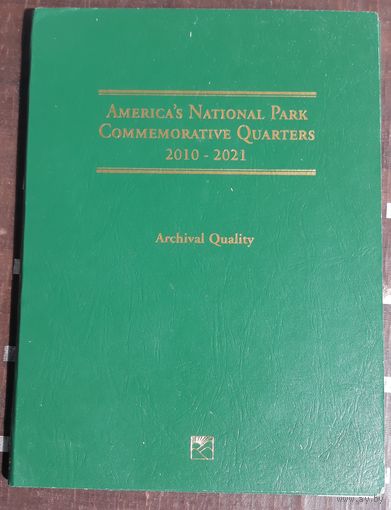 AMERICA'S NATIONAL PARK
COMMEMORATIVE QUARTERS
2010 - 2021
Archival Quality